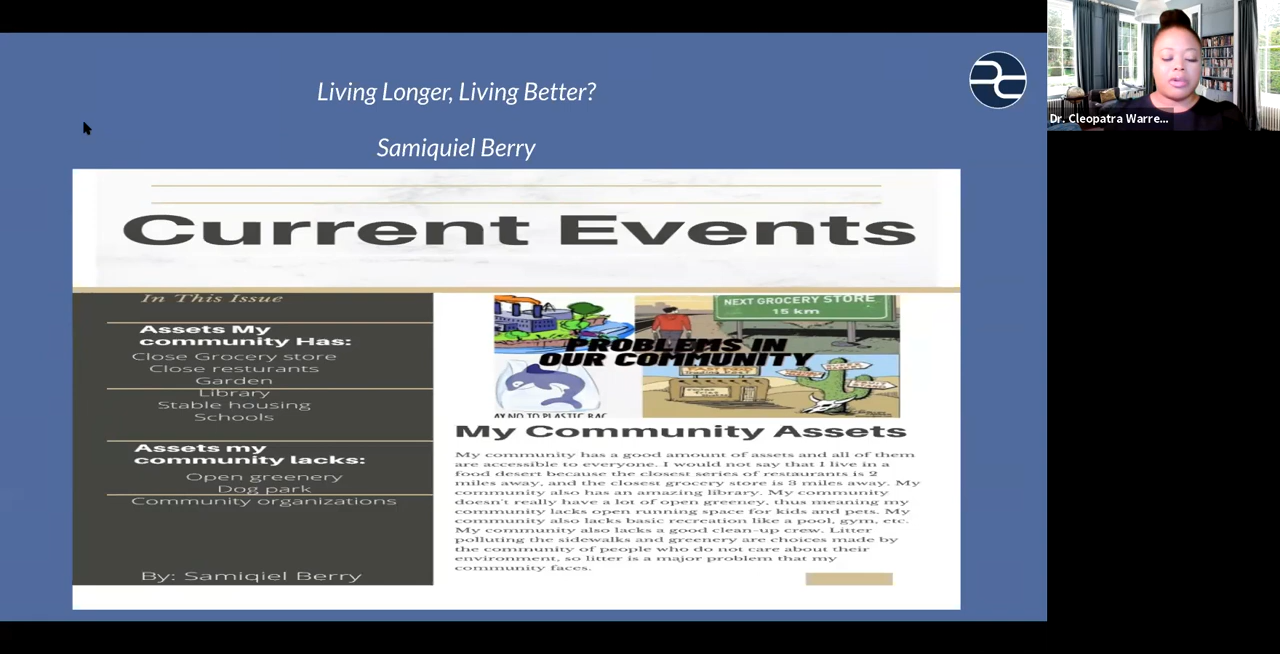 Living Longer, Living Better?
Samiquiel Berry
Dr. Cleopatra Warre...
Current Events
In This Issue
Assets My
community Has:
Close Grocery store
Close resturants
Garden
Library
Stable housing
Schools
Assets my
community lacks:
Open greenery
Dog park
Community organizations
By: Samiqiel Berry
NEXT GROCERY STORE
15 km
PROBLEMS IN
OUR COMMUNITY
AY NO TO PLASTIC BAG
My Community Assets
My community has a good amount of assets and all of them
are accessible to everyone. I would not say that I live in a
food desert because the closest series of restaurants is 2
miles away, and the closest grocery store is 3 miles away. My
community also has an amazing library. My community
doesn't really have a lot of open greeney, thus meaning my
community lacks open running space for kids and pets. My
community also lacks basic recreation like a pool, gym, etc.
My community also lacks a good clean-up crew. Litter
polluting the sidewalks and greenery are choices made by
the community of people who do not care about their
environment, so litter is a major problem that my
community faces.